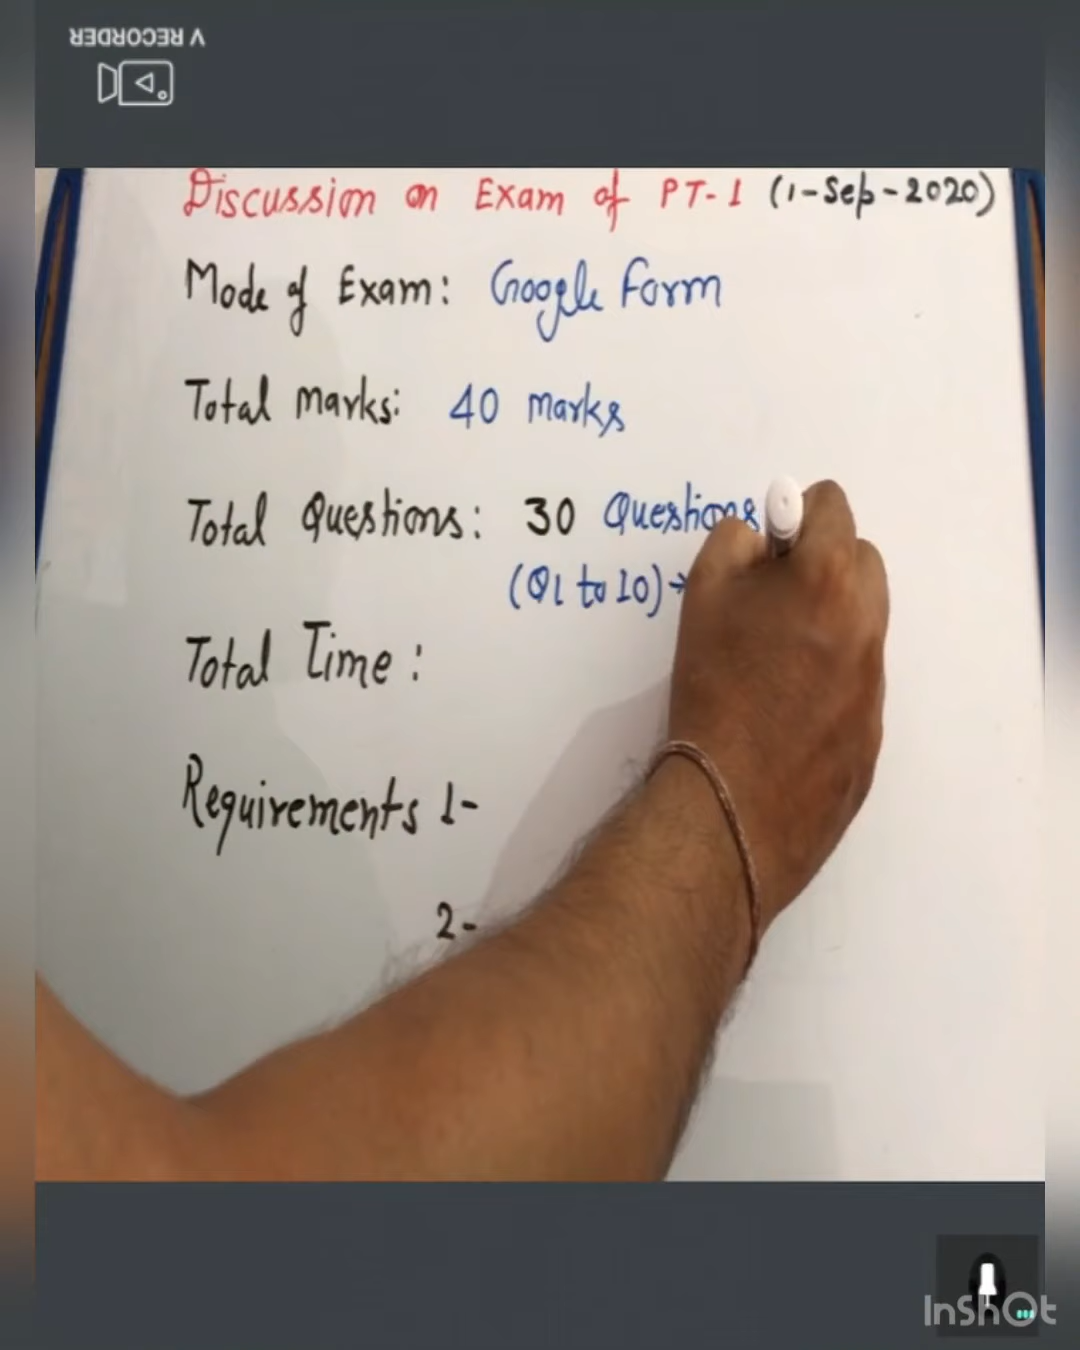 V RECORDER
Discussion on Exam of PT-1 (1-Sep-2020)
Mode of Exam: Google Form
Total Marks: 40 Marks
Total Questions: 30 Questions
(Q1 to 10)→
Total Time:
Requirements 1-
2-
InShOt